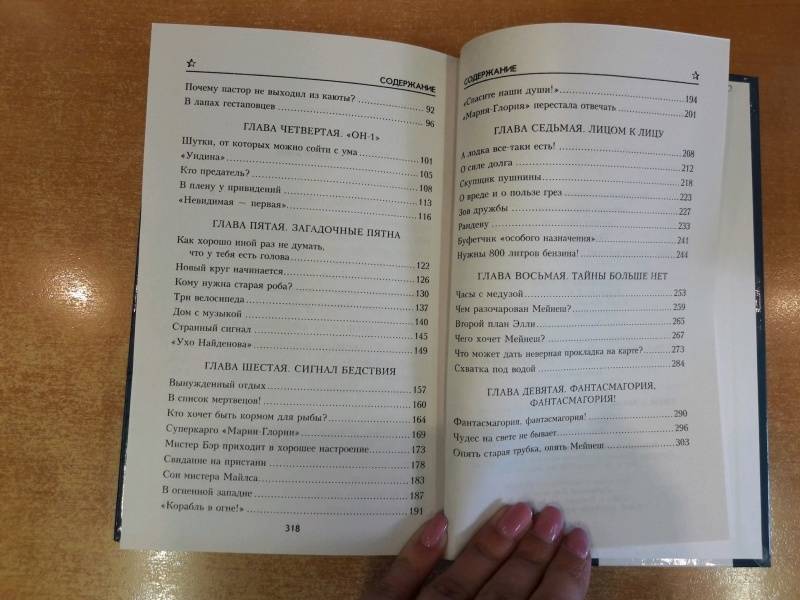 СОДЕРЖАНИЕ
Почему пастор не выходил из каюты? 92
В лапах гестаповцев 96
ГЛАВА ЧЕТВЕРТАЯ. «ОН-1»
Шутки, от которых можно сойти с ума 101
«Ундина» 105
Кто предатель? 108
В плену у привидений 113
«Невидимая — первая» 116
ГЛАВА ПЯТАЯ. ЗАГАДОЧНЫЕ ПЯТНА
Как хорошо иной раз не думать,
что у тебя есть голова 122
Новый круг начинается 126
Кому нужна старая роба? 130
Три велосипеда 137
Дом с музыкой 140
Странный сигнал 145
«Ухо Найденова» 149
ГЛАВА ШЕСТАЯ. СИГНАЛ БЕДСТВИЯ
Вынужденный отдых 157
В список мертвецов! 160
Кто хочет быть кормом для рыбы? 164
Суперкарго «Марии-Глории» 169
Мистер Бэр приходит в хорошее настроение 173
Свидание на пристани 178
Сон мистера Майлса 183
В огненной западне 187
«Корабль в огне!» 191
318
СОДЕРЖАНИЕ
«Спасите наши души!» 194
«Мария-Глория» перестала отвечать 201
ГЛАВА СЕДЬМАЯ. ЛИЦОМ К ЛИЦУ
А лодка все-таки есть! 208
О силе долга 212
Скупщик пушнины 218
О вреде и о пользе грез 223
Зов дружбы 227
Рандеву 233
Буфетчик «особого назначения» 241
Нужны 800 литров бензина! 244
ГЛАВА ВОСЬМАЯ. ТАЙНЫ БОЛЬШЕ НЕТ
Часы с медузой 253
Чем разочарован Мейнеш? 259
Второй план Элли 265
Чего хочет Мейнеш? 267
Что может дать неверная прокладка на карте? 273
Схватка под водой 284
ГЛАВА ДЕВЯТАЯ. ФАНТАСМАГОРИЯ,
ФАНТАСМАГОРИЯ!
Фантасмагория, фантасмагория! 290
Чудес на свете не бывает 296
Опять старая трубка, опять Мейнеш 303